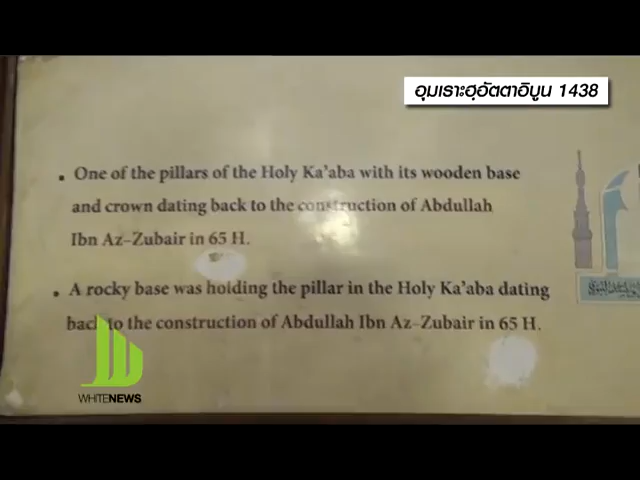 อุมเราะฮฺอัตตาอิบูน 1438
• One of the pillars of the Holy Ka'aba with its wooden base
and crown dating back to the construction of Abdullah
Ibn Az-Zubair in 65 H.
• A rocky base was holding the pillar in the Holy Ka'aba dating
back to the construction of Abdullah Ibn Az-Zubair in 65 H.
WHITENEWS